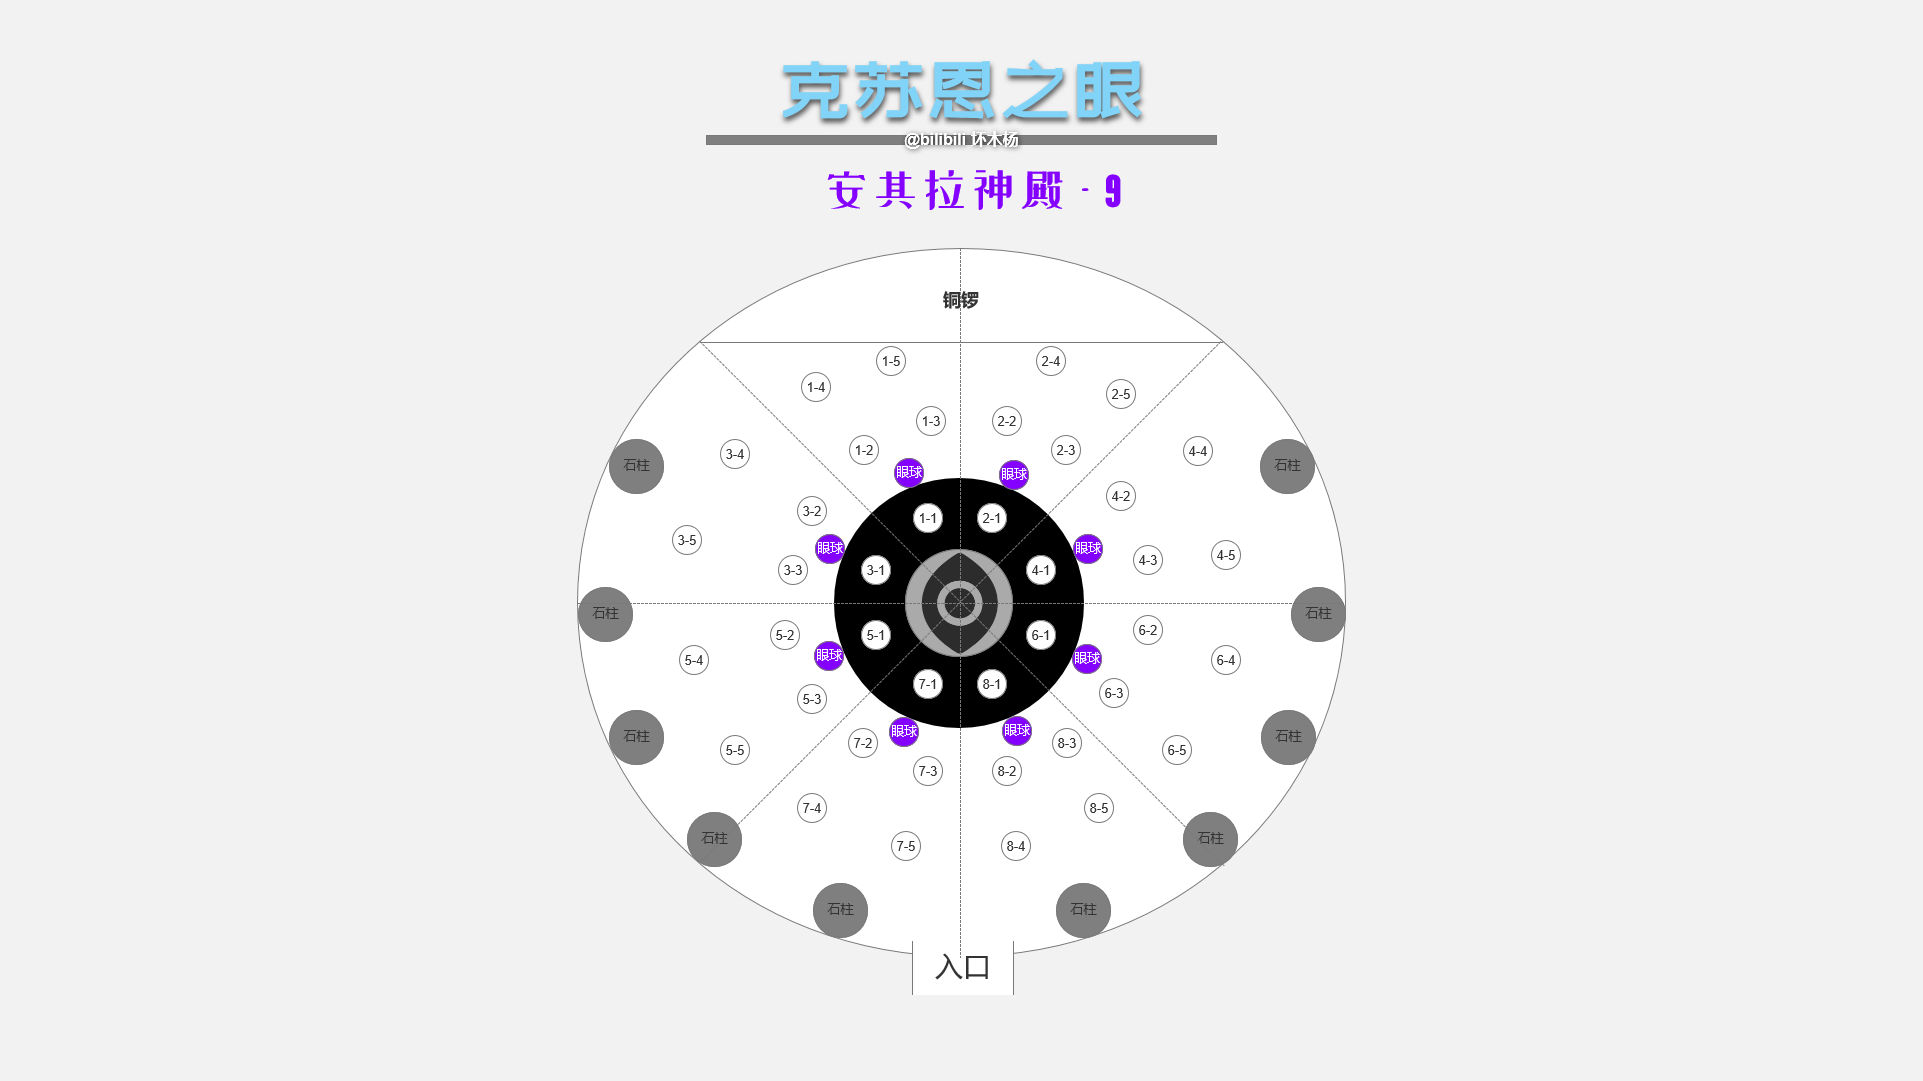 克苏恩之眼
@bilibili 坏木杨
安其拉神殿 - 9
铜锣
1-5
2-4
1-4
2-5
1-3
2-2
1-2
2-3
3-4
4-4
石柱
石柱
眼球
眼球
4-2
3-2
1-1
2-1
3-5
眼球
眼球
4-5
4-3
3-3
3-1
4-1
石柱
石柱
6-2
5-2
5-1
6-1
眼球
眼球
5-4
6-4
7-1
8-1
6-3
5-3
眼球
眼球
石柱
石柱
7-2
8-3
5-5
6-5
7-3
8-2
7-4
8-5
石柱
石柱
7-5
8-4
石柱
石柱
入口